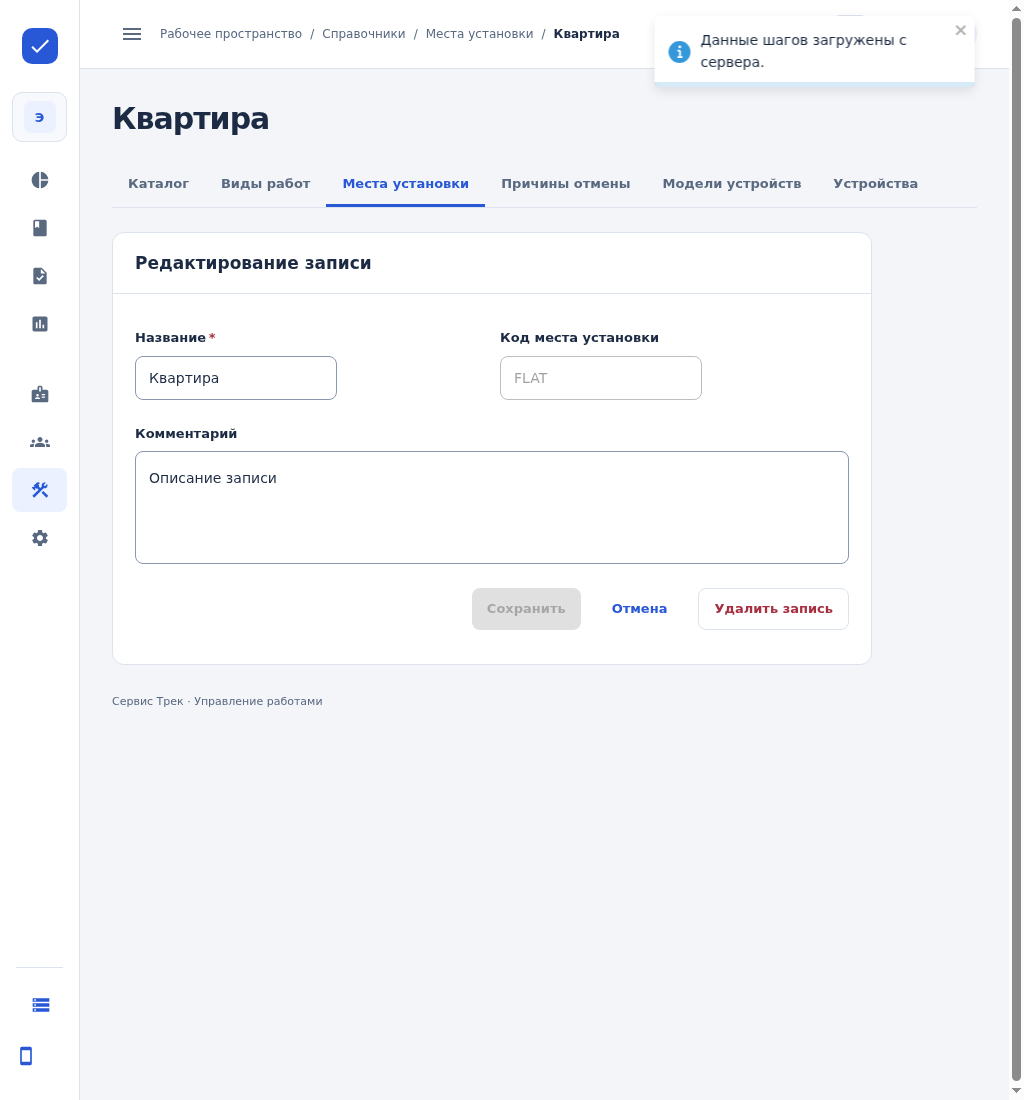 Рабочее пространство / Справочники / Места установки / Квартира
Данные шагов загружены с
сервера.
Э
Квартира
Каталог Виды работ Места установки Причины отмены Модели устройств Устройства
Редактирование записи
Название* Код места установки
Квартира FLAT
Комментарий
Описание записи
Сохранить Отмена Удалить запись
Сервис Трек · Управление работами